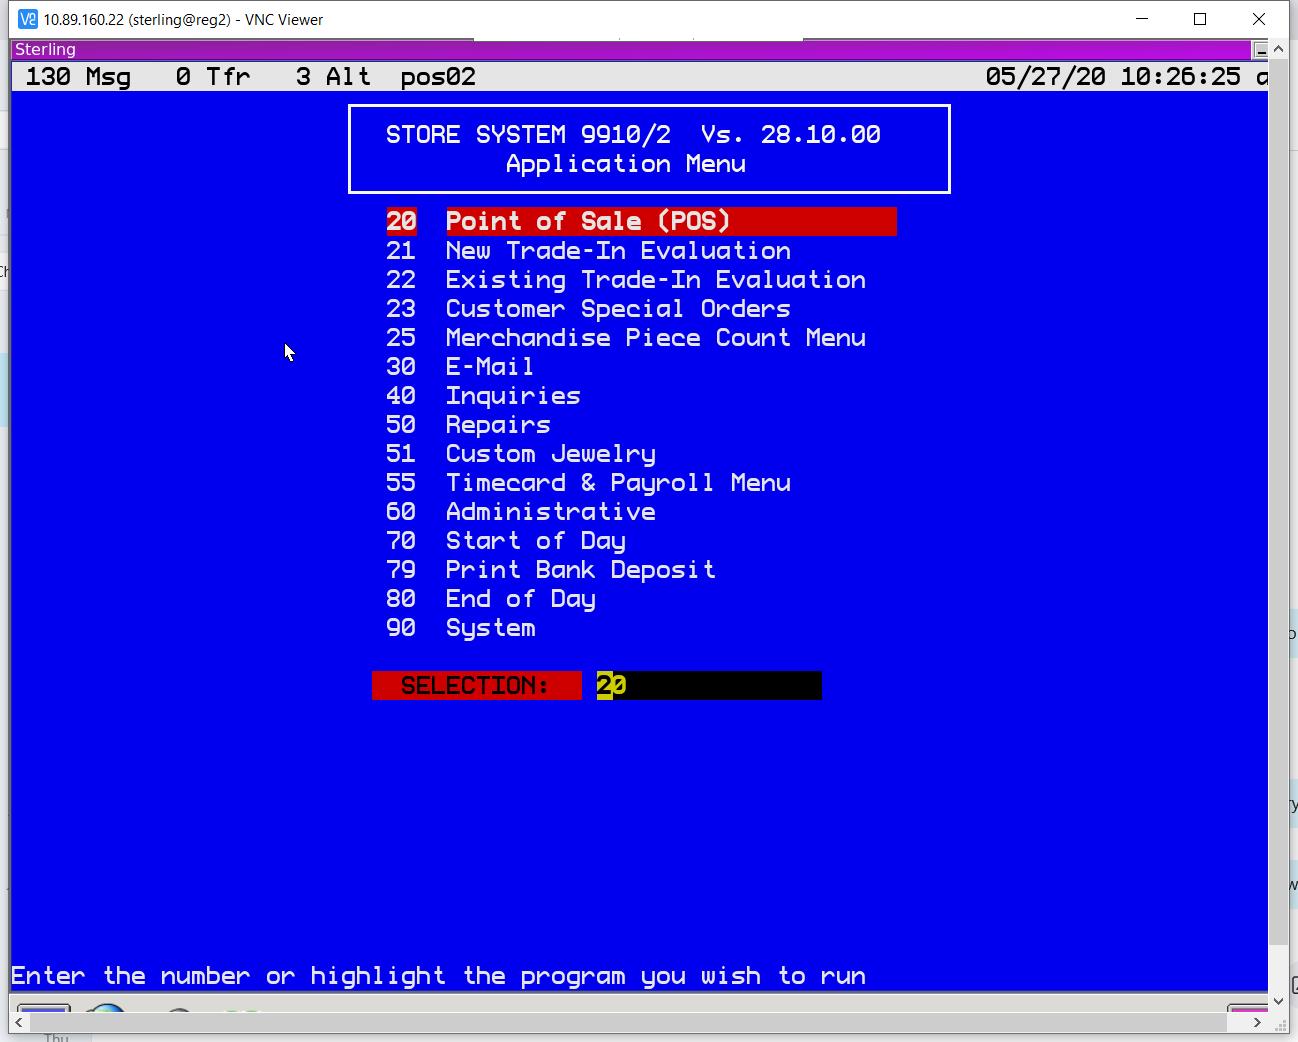 10.89.160.22 (sterling@reg2) - VNC Viewer
Sterling
130 Msg 0 Tfr 3 Alt pos02 05/27/20 10:26:25 a
STORE SYSTEM 9910/2 Vs. 28.10.00
Application Menu
20 Point of Sale (POS)
21 New Trade-In Evaluation
22 Existing Trade-In Evaluation
23 Customer Special Orders
25 Merchandise Piece Count Menu
30 E-Mail
40 Inquiries
50 Repairs
51 Custom Jewelry
55 Timecard & Payroll Menu
60 Administrative
70 Start of Day
79 Print Bank Deposit
80 End of Day
90 System
SELECTION: 20
Enter the number or highlight the program you wish to run
Thu